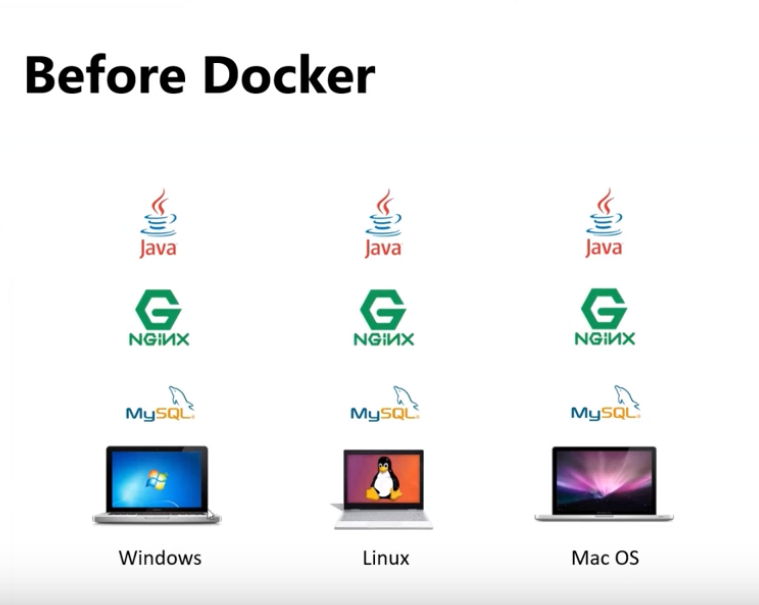 Before Docker
Java Java Java
NGINX NGINX NGINX
MySQL MySQL MySQL
Windows Linux Mac OS